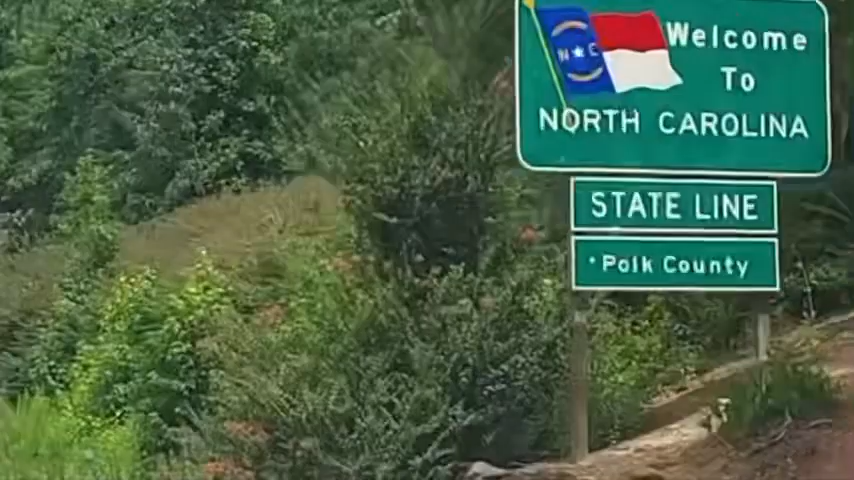 N★C
Welcome
To
NORTH CAROLINA
STATE LINE
Polk County